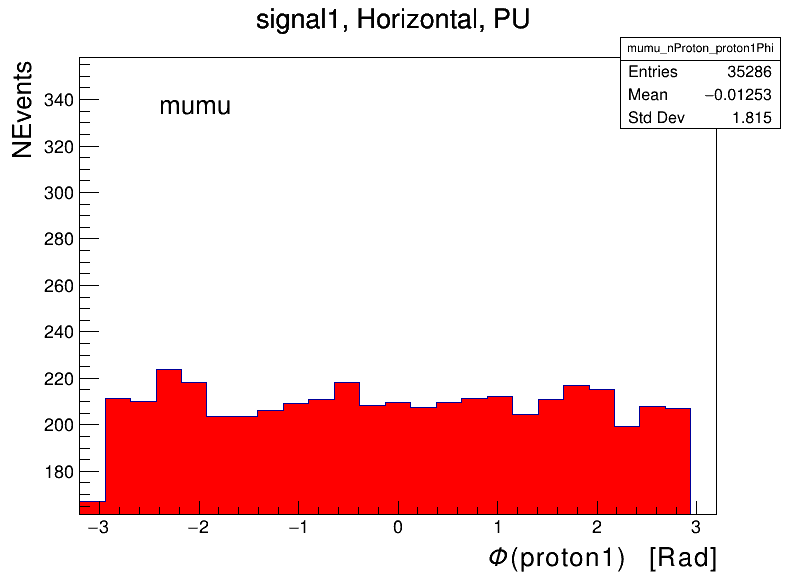 signal1, Horizontal, PU
mumu_nProton_proton1Phi
Entries 35286
Mean −0.01253
Std Dev 1.815
NEvents
mumu
340
320
300
280
260
240
220
200
180
−3 −2 −1 0 1 2 3
Φ(proton1) [Rad]